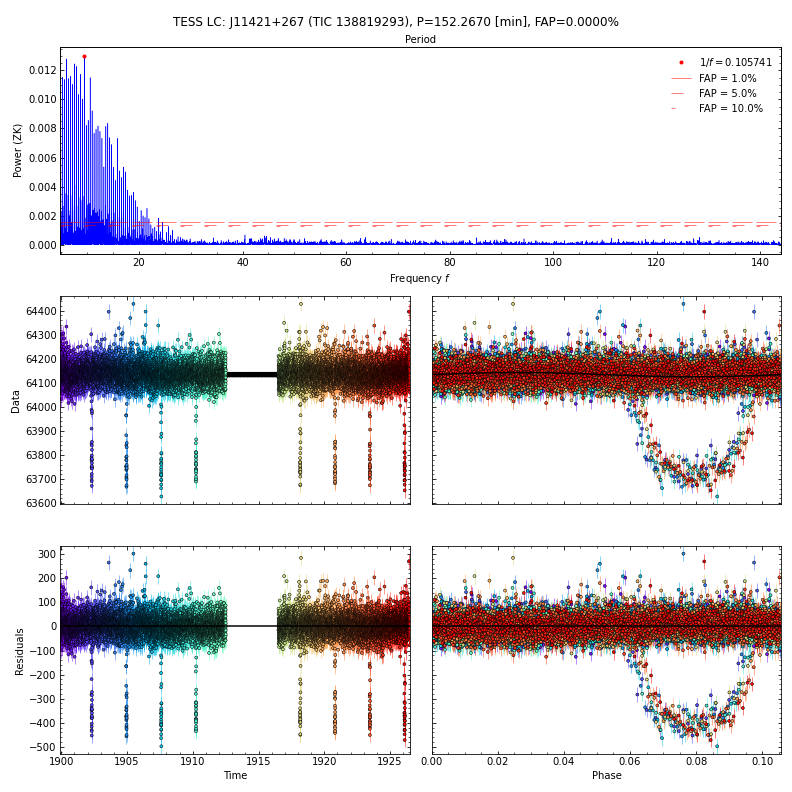 TESS LC: J11421+267 (TIC 138819293), P=152.2670 [min], FAP=0.0000%
Period
1/f = 0.105741
FAP = 1.0%
FAP = 5.0%
FAP = 10.0%
Power (ZK)
0.012
0.010
0.008
0.006
0.004
0.002
0.000
20 40 60 80 100 120 140
Frequency f
Data
64400
64300
64200
64100
64000
63900
63800
63700
63600
Residuals
300
200
100
0
−100
−200
−300
−400
−500
1900 1905 1910 1915 1920 1925
Time
0.00 0.02 0.04 0.06 0.08 0.10
Phase